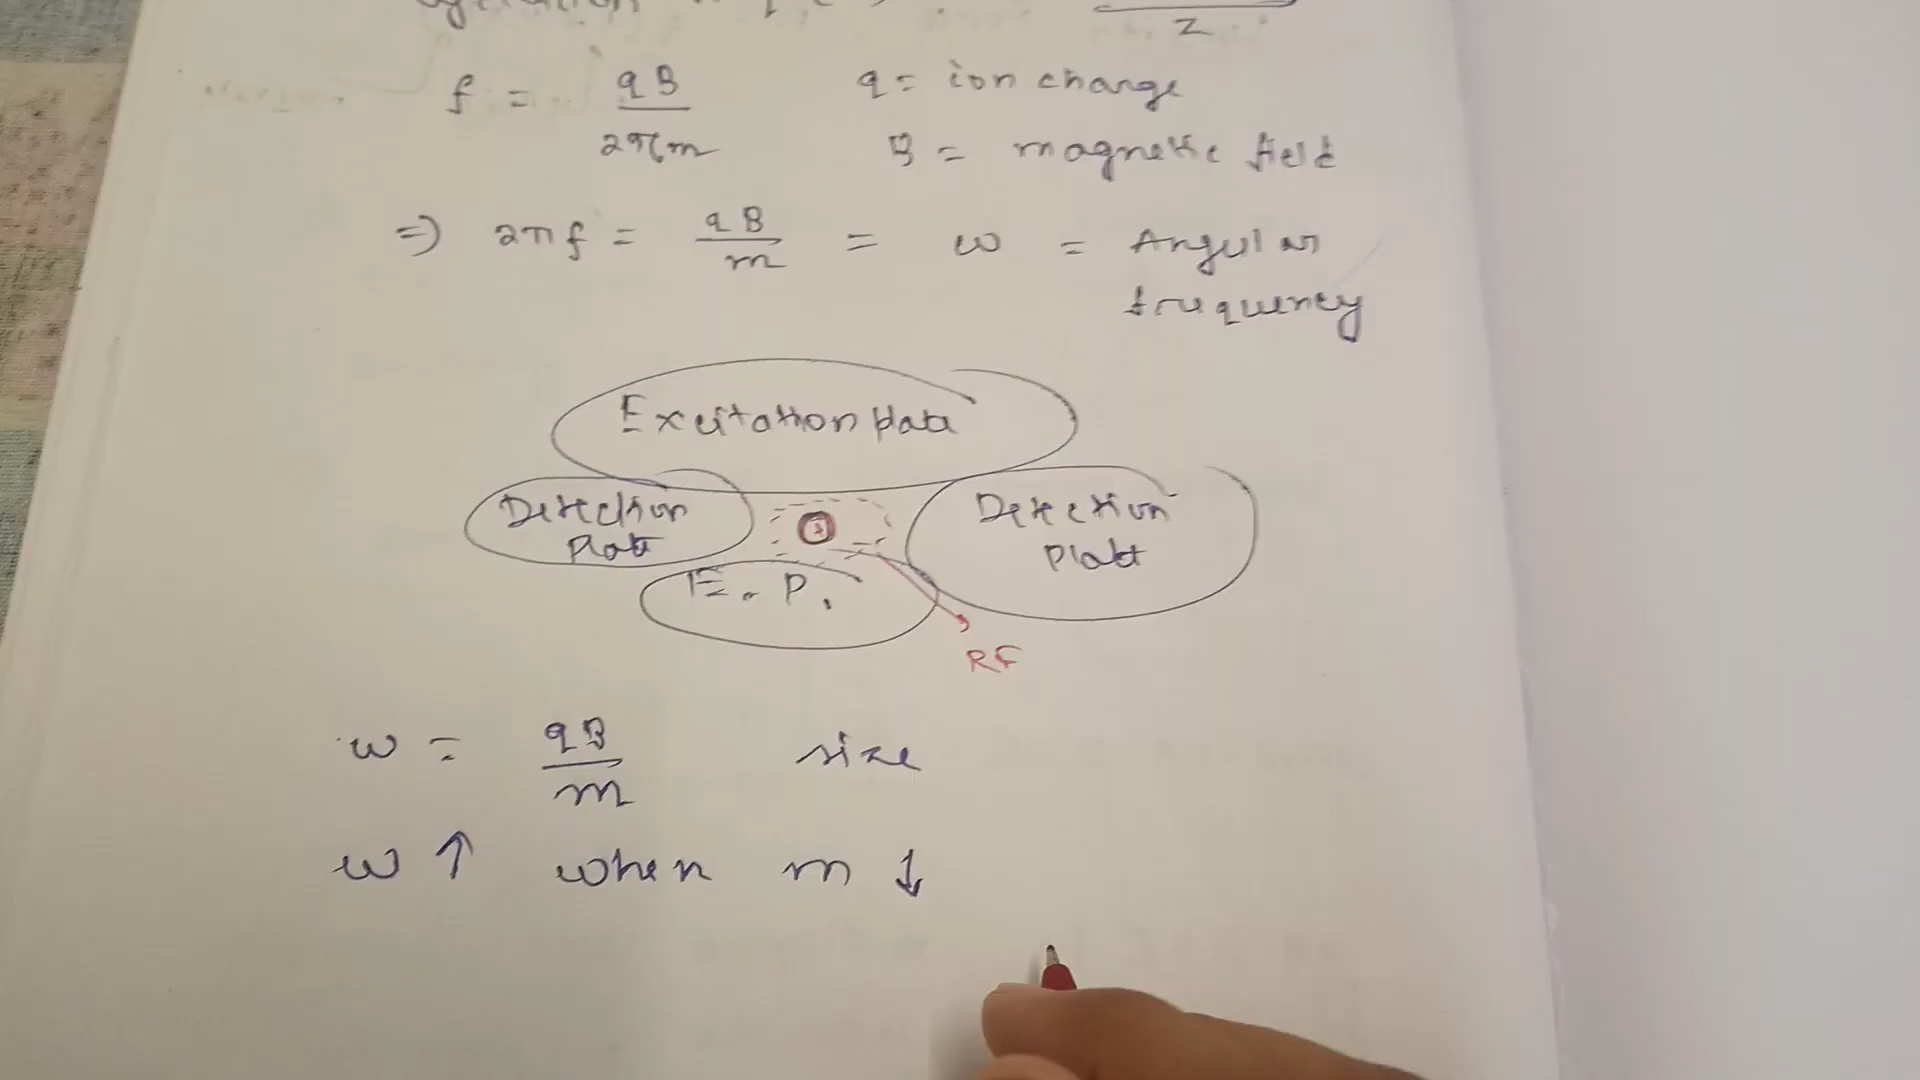 z
f = qB / 2πm q = ion charge
B = magnetic field
=> 2πf = qB / m = w = Angular
frequency
Excitation plate
Detection
plate
Detection
plate
E. P.
+
RF
w = qB / m size
w ↑ when m ↓